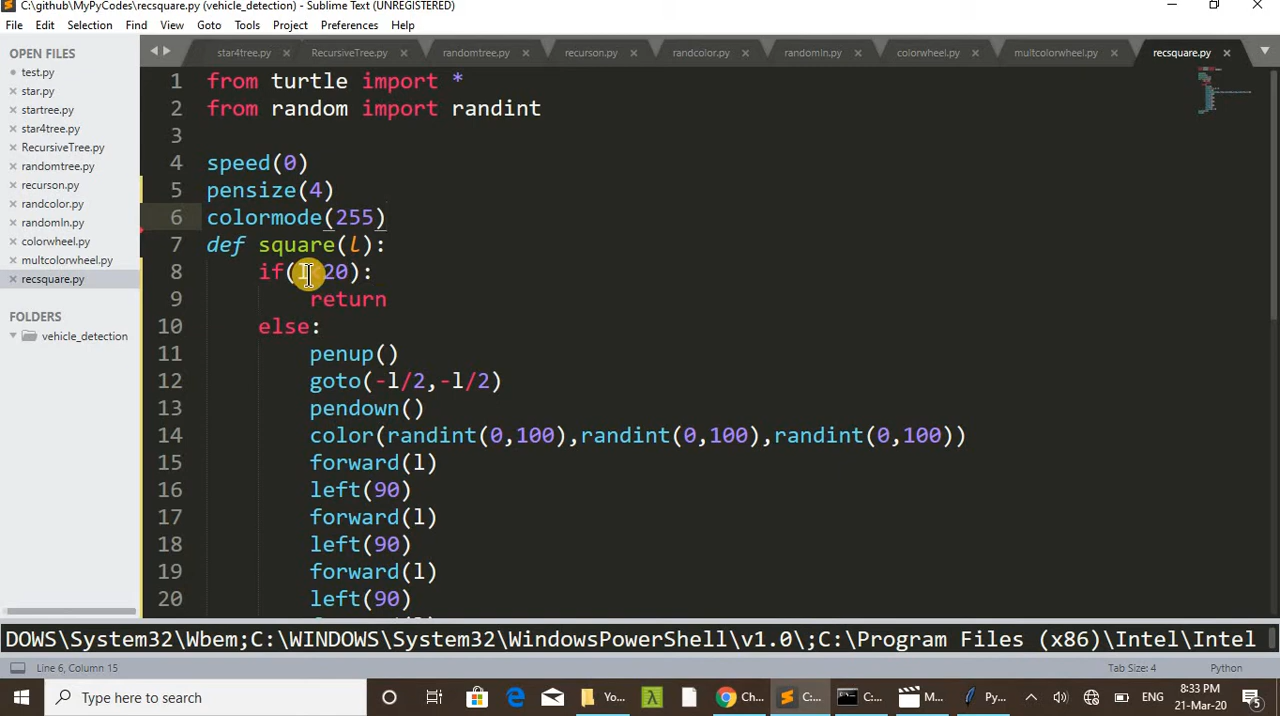 C:\github\MyPyCodes\recsquare.py (vehicle_detection) - Sublime Text (UNREGISTERED)
File Edit Selection Find View Goto Tools Project Preferences Help
OPEN FILES
test.py
star.py
startree.py
star4tree.py
RecursiveTree.py
randomtree.py
recurson.py
randcolor.py
randomln.py
colorwheel.py
multcolorwheel.py
recsquare.py
FOLDERS
vehicle_detection
star4tree.py RecursiveTree.py randomtree.py recurson.py randcolor.py randomln.py colorwheel.py multcolorwheel.py recsquare.py
1 from turtle import *
2 from random import randint
3
4 speed(0)
5 pensize(4)
6 colormode(255)
7 def square(l):
8 if(l<20):
9 return
10 else:
11 penup()
12 goto(-l/2,-l/2)
13 pendown()
14 color(randint(0,100),randint(0,100),randint(0,100))
15 forward(l)
16 left(90)
17 forward(l)
18 left(90)
19 forward(l)
20 left(90)
DOWS\System32\Wbem;C:\WINDOWS\System32\WindowsPowerShell\v1.0\;C:\Program Files (x86)\Intel\Intel
Line 6, Column 15 Tab Size: 4 Python
Type here to search Yo... Ch... C:... C:... M... Py... ENG 8:33 PM
21-Mar-20 5